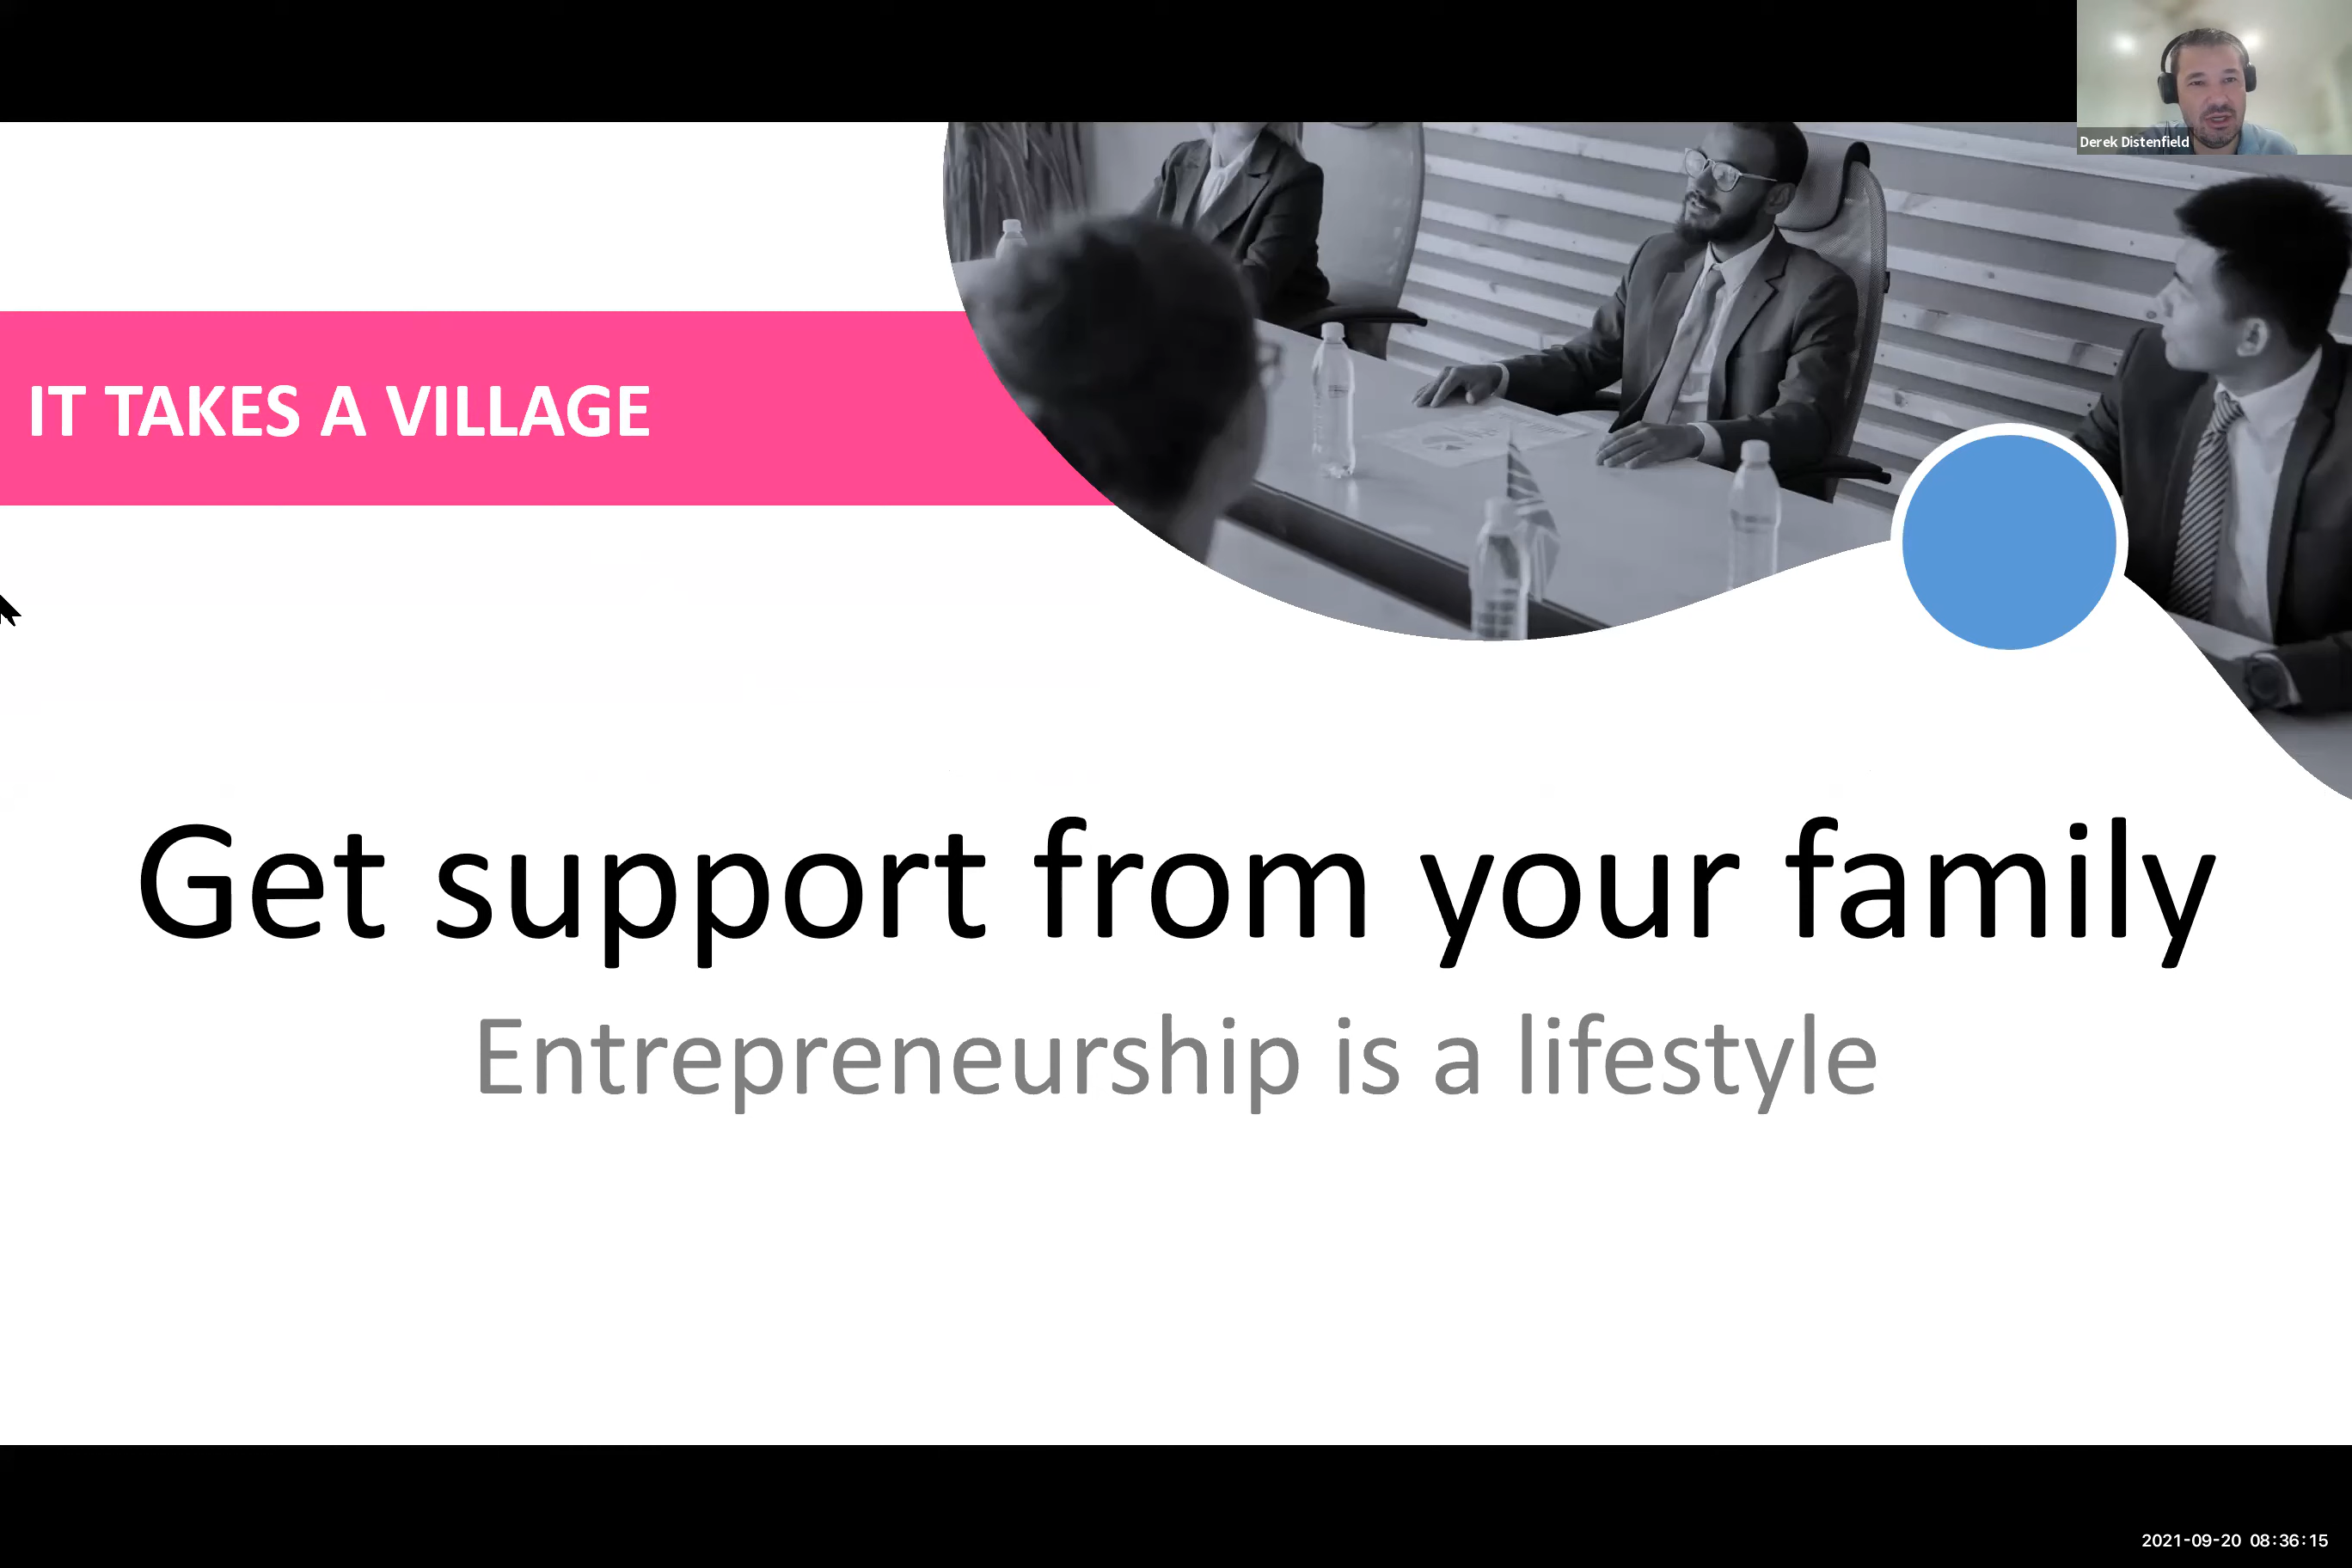 Derek Distenfield
IT TAKES A VILLAGE
Get support from your family
Entrepreneurship is a lifestyle
2021-09-20 08:36:15